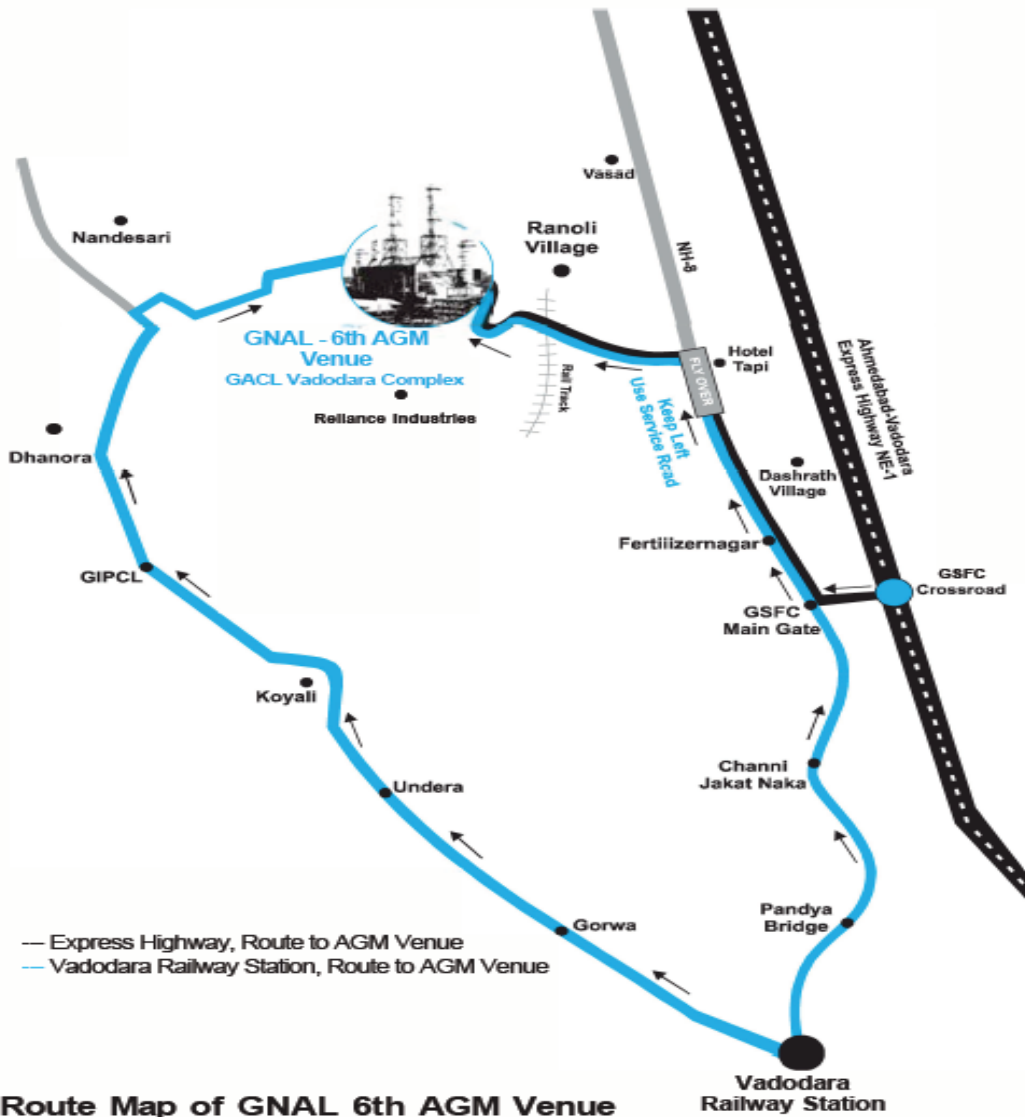 Vasad
Nandesari
Ranoli
Village
NH-8
GNAL - 6th AGM
Venue
GACL Vadodara Complex
Reliance Industries
Rail Track
FLY OVER
Hotel
Tapi
Keep Left
Use Service Road
Ahmedabad-Vadodara
Express Highway NE-1
Dhanora
Dashrath
Village
Fertiiizernagar
GIPCL
GSFC
Crossroad
GSFC
Main Gate
Koyali
Channi
Jakat Naka
Undera
Pandya
Bridge
Gorwa
--- Express Highway, Route to AGM Venue
--- Vadodara Railway Station, Route to AGM Venue
Vadodara
Railway Station
Route Map of GNAL 6th AGM Venue